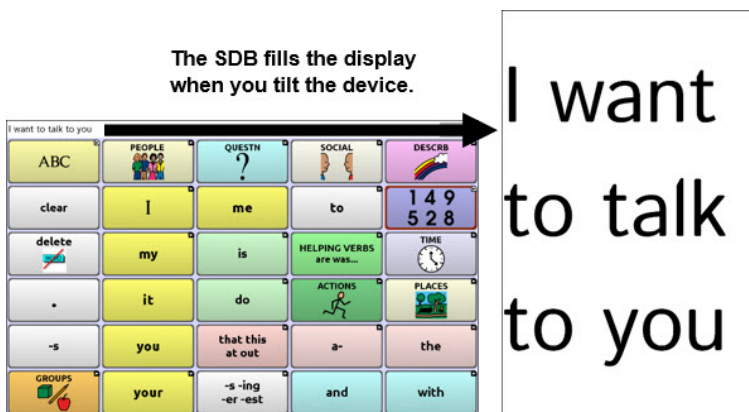 The SDB fills the display
when you tilt the device.
I want to talk to you
ABC PEOPLE QUESTN ? SOCIAL DESCRB
clear I me to 1 4 9
5 2 8
delete my is HELPING VERBS
are was... TIME
. it do ACTIONS PLACES
-s you that this
at out a- the
GROUPS your -s -ing
-er -est and with
I want
to talk
to you